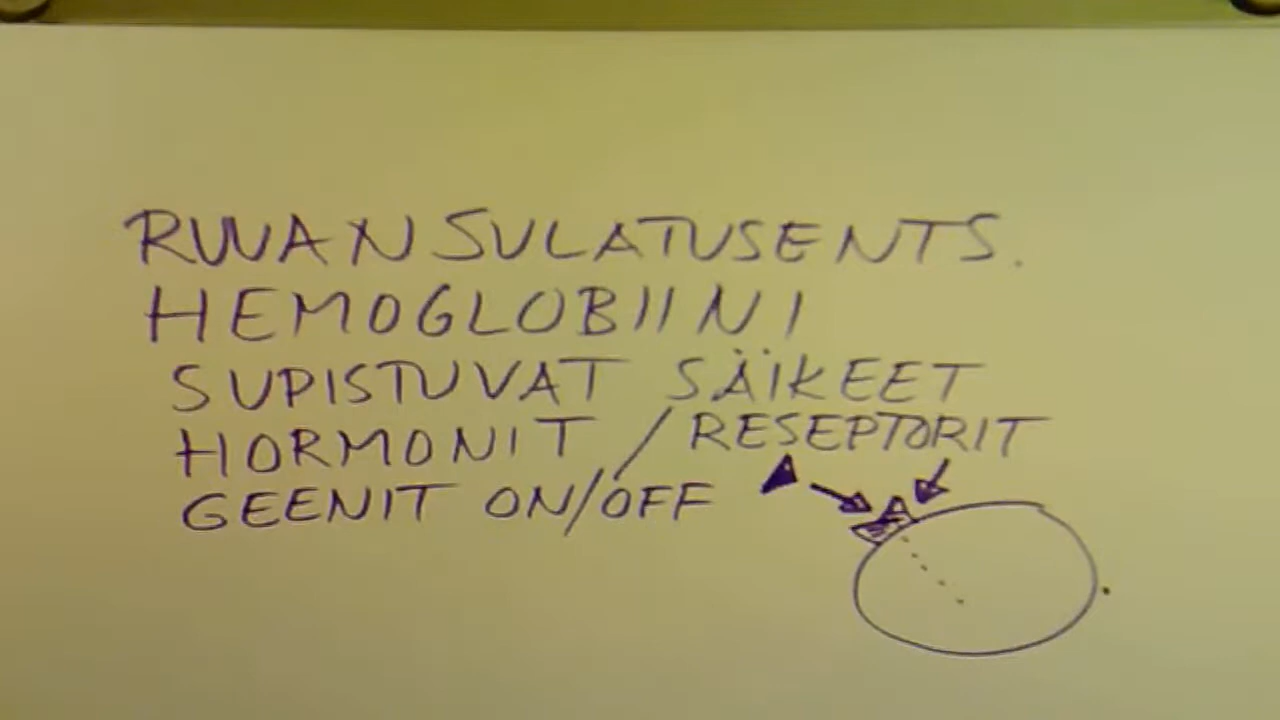 RUUANSULATUSENTS.
HEMOGLOBIINI
SUPISTUVAT SÄIKEET
HORMONIT / RESEPTORIT
GEENIT ON/OFF